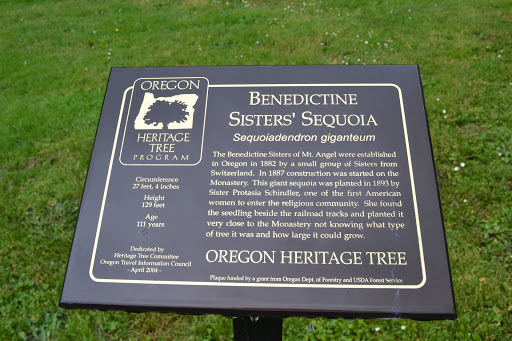 OREGON
HERITAGE
TREE
PROGRAM
Circumference
27 feet, 4 inches
Height
129 feet
Age
111 years
Dedicated by
Heritage Tree Committee
Oregon Travel Information Council
- April 2004 -
BENEDICTINE
SISTERS' SEQUOIA
Sequoiadendron giganteum
The Benedictine Sisters of Mt. Angel were established
in Oregon in 1882 by a small group of Sisters from
Switzerland. In 1887 construction was started on the
Monastery. This giant sequoia was planted in 1893 by
Sister Protasia Schindler, one of the first American
women to enter the religious community. She found
the seedling beside the railroad tracks and planted it
very close to the Monastery not knowing what type
of tree it was and how large it could grow.
OREGON HERITAGE TREE
Plaque funded by a grant from Oregon Dept. of Forestry and USDA Forest Service